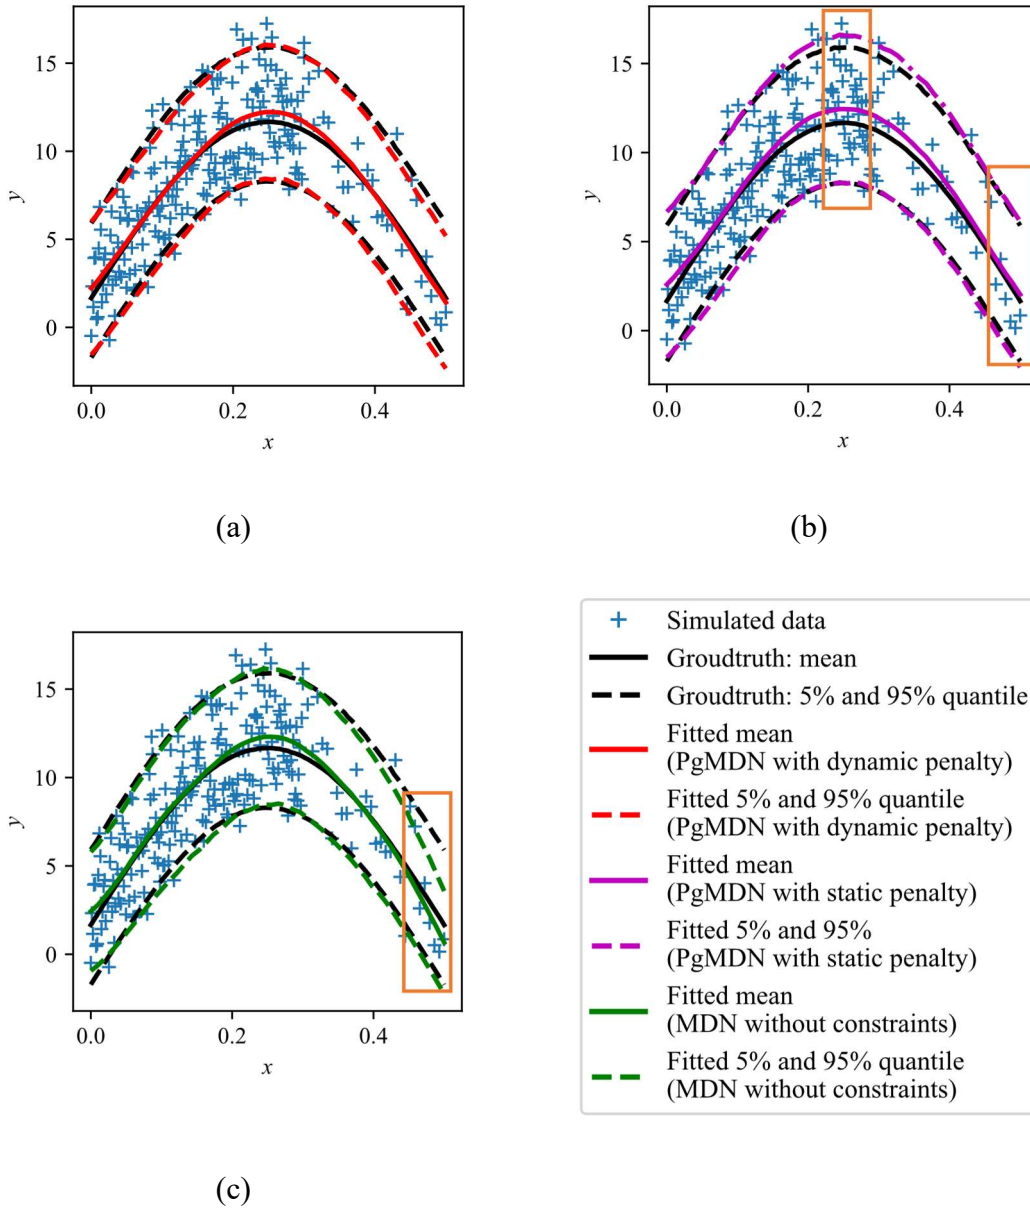 15
10
5
0
y
0.0 0.2 0.4
x
(a)
15
10
5
0
y
0.0 0.2 0.4
x
(b)
15
10
5
0
y
0.0 0.2 0.4
x
(c)
Simulated data
Groudtruth: mean
Groudtruth: 5% and 95% quantile
Fitted mean
(PgMDN with dynamic penalty)
Fitted 5% and 95% quantile
(PgMDN with dynamic penalty)
Fitted mean
(PgMDN with static penalty)
Fitted 5% and 95%
(PgMDN with static penalty)
Fitted mean
(MDN without constraints)
Fitted 5% and 95% quantile
(MDN without constraints)